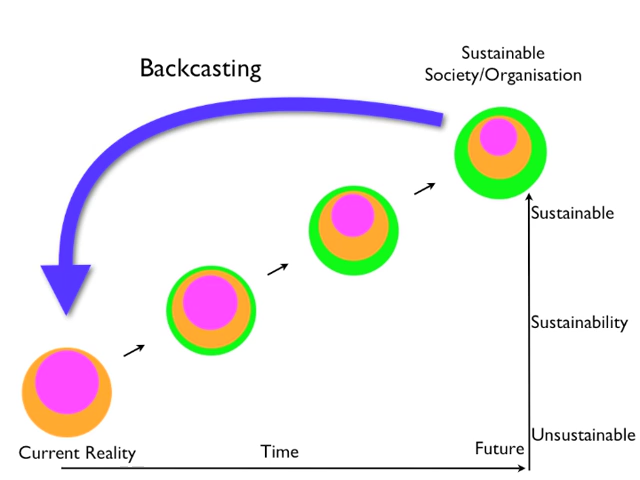 Backcasting
Sustainable
Society/Organisation
Sustainable
Sustainability
Unsustainable
Current Reality
Time
Future